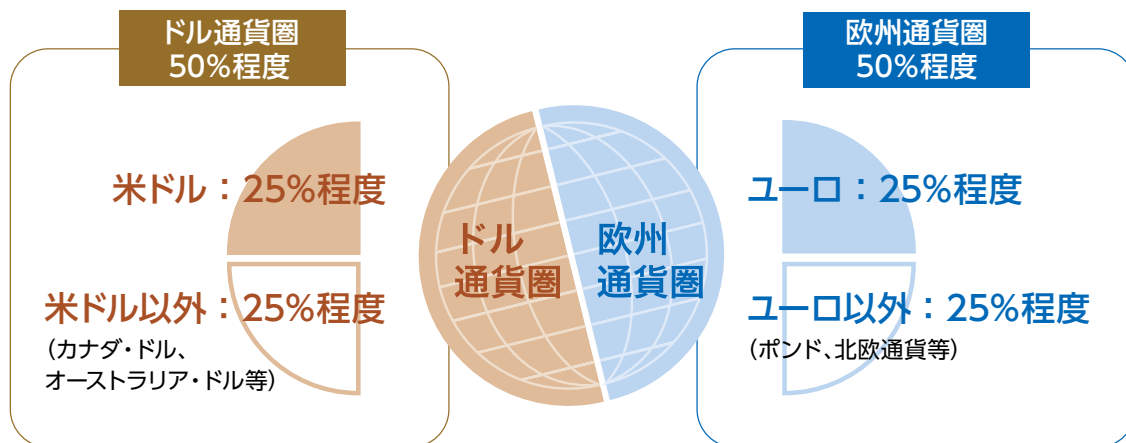 ドル通貨圏
50%程度
米ドル：25%程度
米ドル以外：25%程度
（カナダ・ドル、
オーストラリア・ドル等）
ドル
通貨圏
欧州
通貨圏
欧州通貨圏
50%程度
ユーロ：25%程度
ユーロ以外：25%程度
（ポンド、北欧通貨等）